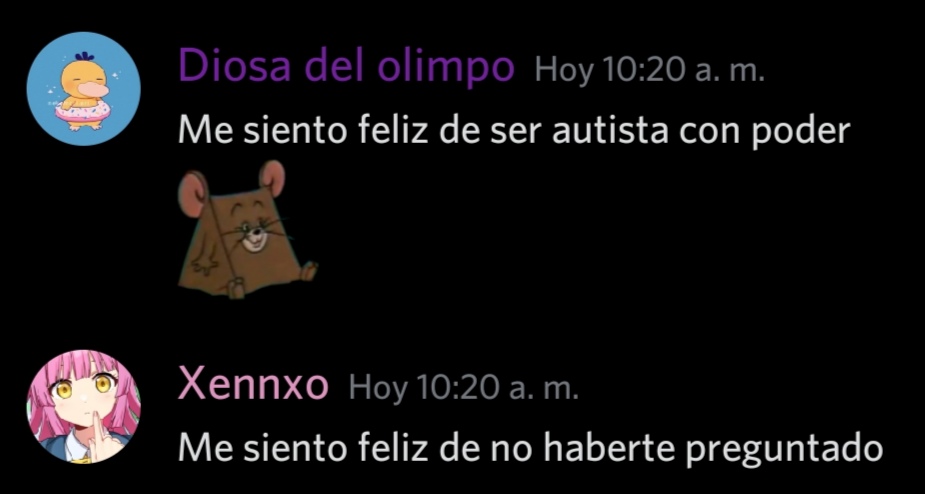 Diosa del olimpo Hoy 10:20 a. m.
Me siento feliz de ser autista con poder
Xennxo Hoy 10:20 a. m.
Me siento feliz de no haberte preguntado